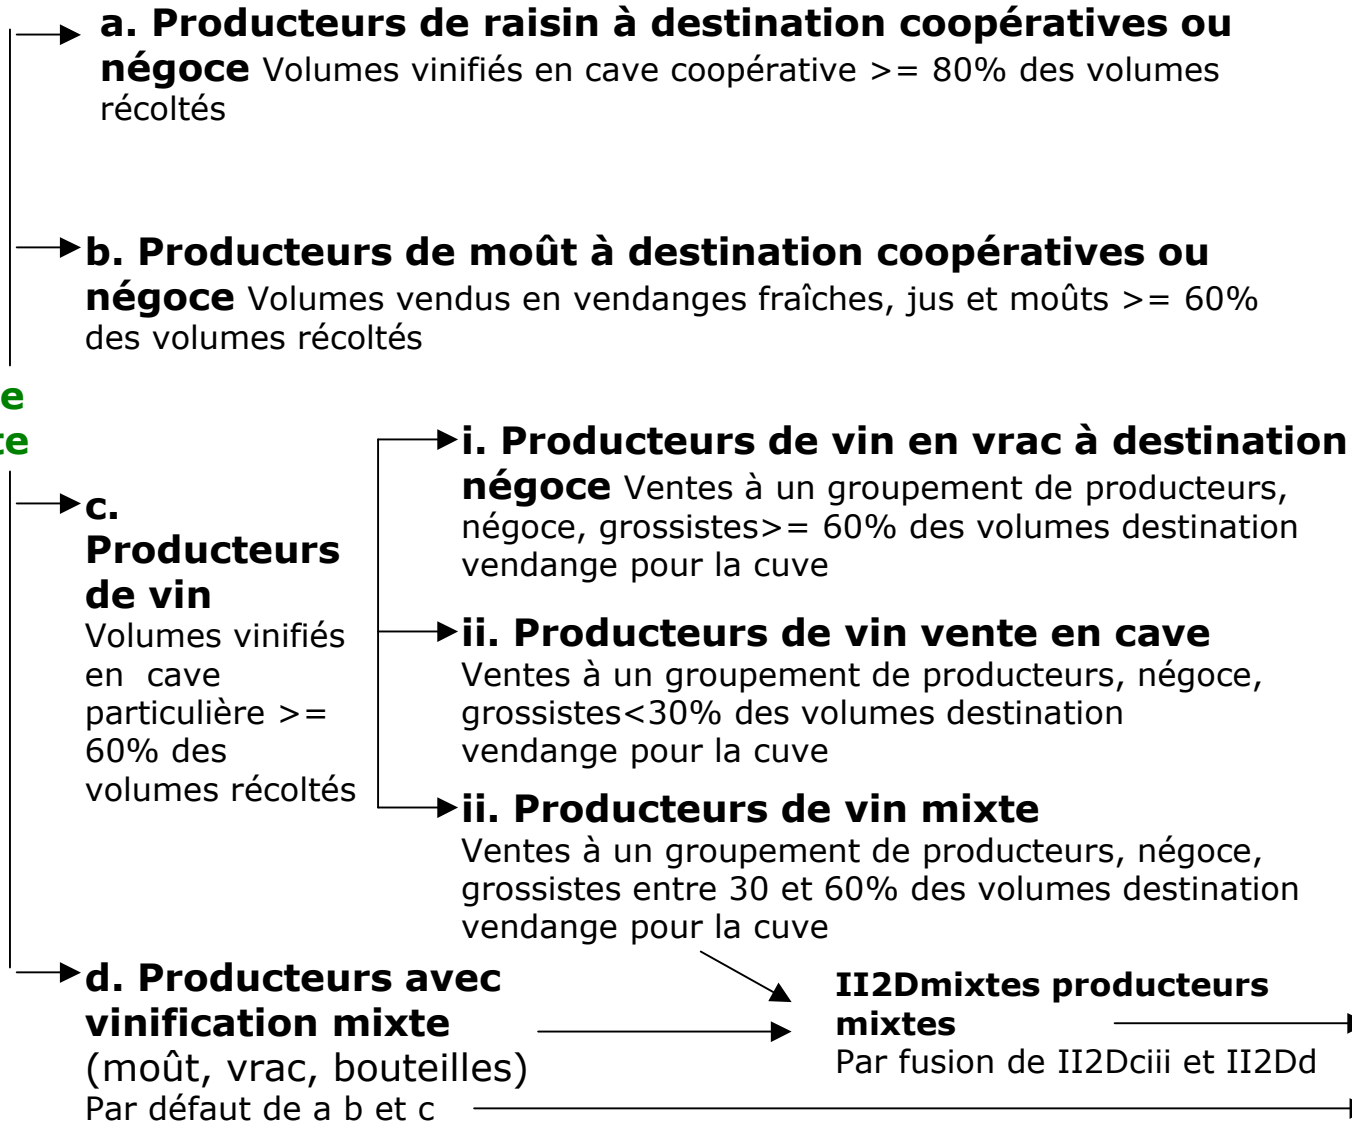 a. Producteurs de raisin à destination coopératives ou
négoce Volumes vinifiés en cave coopérative >= 80% des volumes
récoltés
b. Producteurs de moût à destination coopératives ou
négoce Volumes vendus en vendanges fraîches, jus et moûts >= 60%
des volumes récoltés
e
te
c.
Producteurs
de vin
Volumes vinifiés
en cave
particulière >=
60% des
volumes récoltés
i. Producteurs de vin en vrac à destination
négoce Ventes à un groupement de producteurs,
négoce, grossistes>= 60% des volumes destination
vendange pour la cuve
ii. Producteurs de vin vente en cave
Ventes à un groupement de producteurs, négoce,
grossistes<30% des volumes destination
vendange pour la cuve
ii. Producteurs de vin mixte
Ventes à un groupement de producteurs, négoce,
grossistes entre 30 et 60% des volumes destination
vendange pour la cuve
d. Producteurs avec
vinification mixte
(moût, vrac, bouteilles)
Par défaut de a b et c
II2Dmixtes producteurs
mixtes
Par fusion de II2Dciii et II2Dd